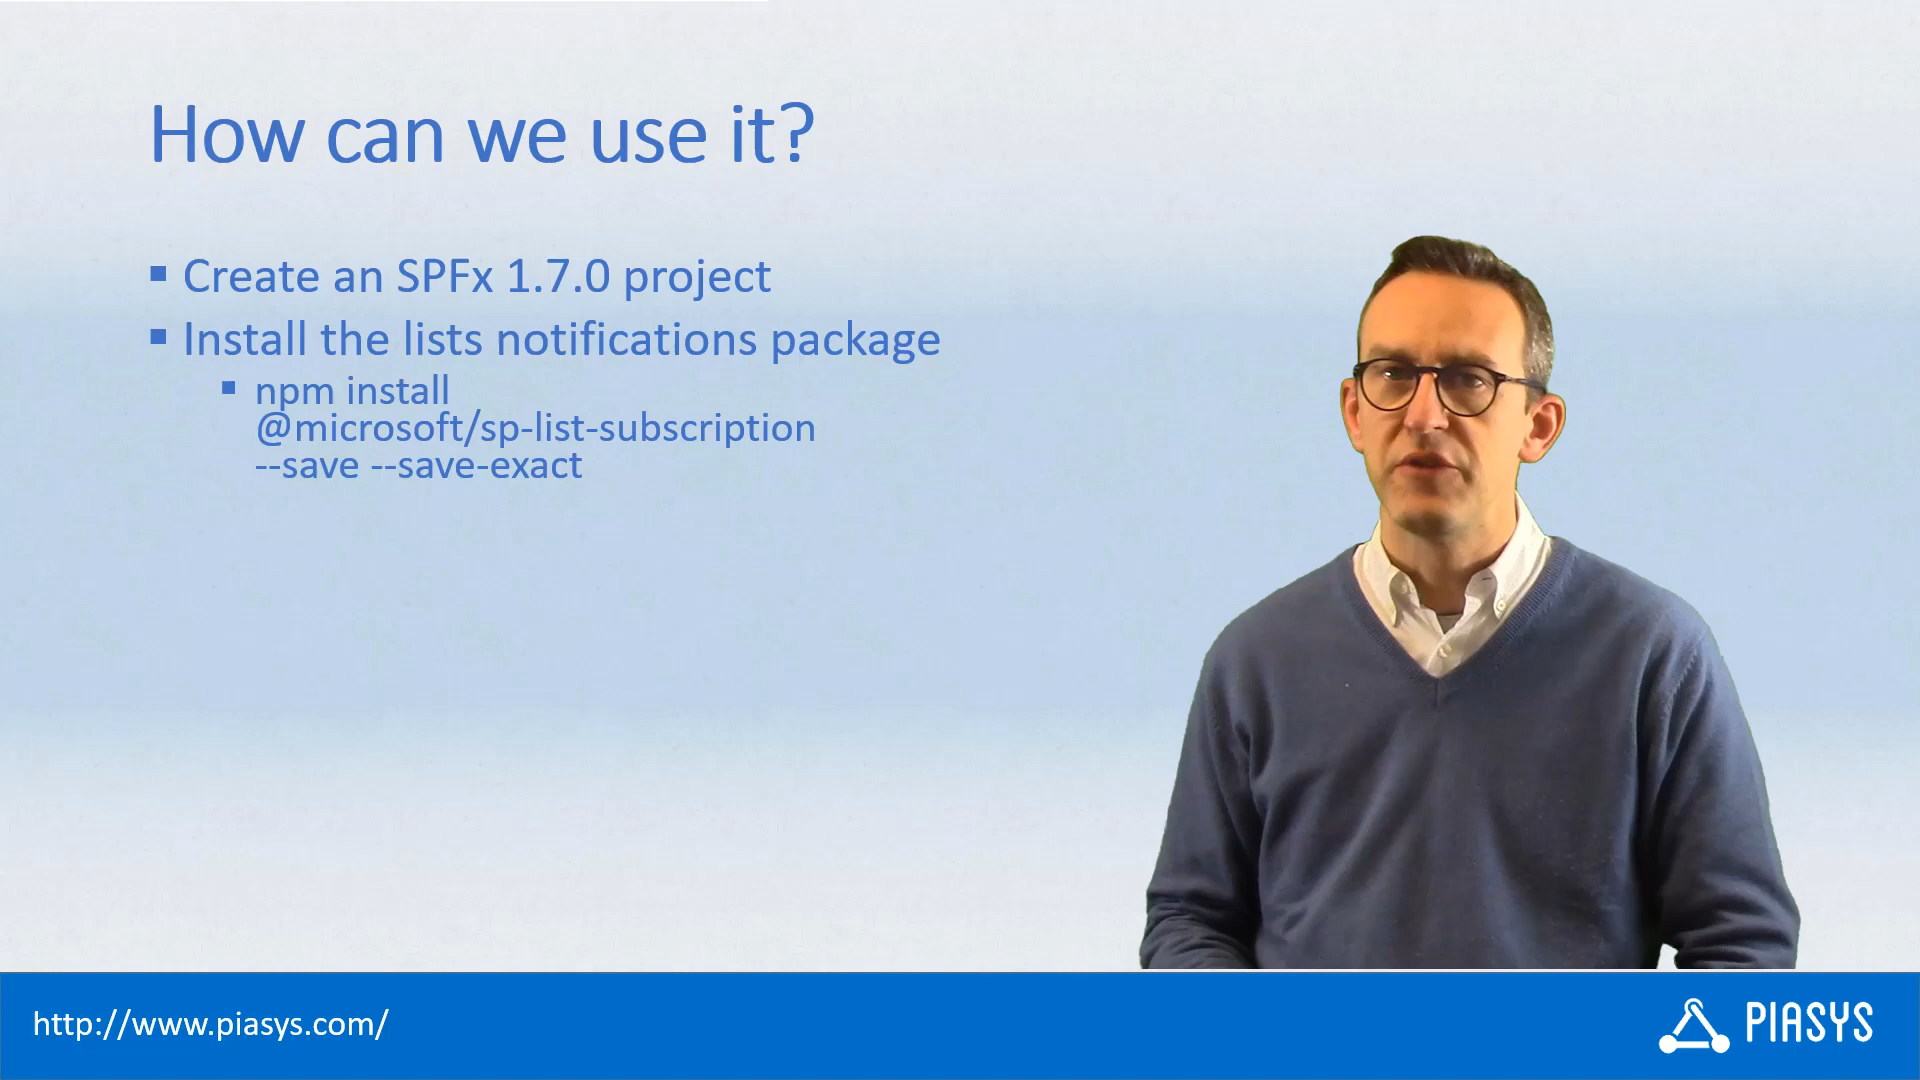 How can we use it?
▪ Create an SPFx 1.7.0 project
▪ Install the lists notifications package
▪ npm install
@microsoft/sp-list-subscription
--save --save-exact
http://www.piasys.com/
PIASYS